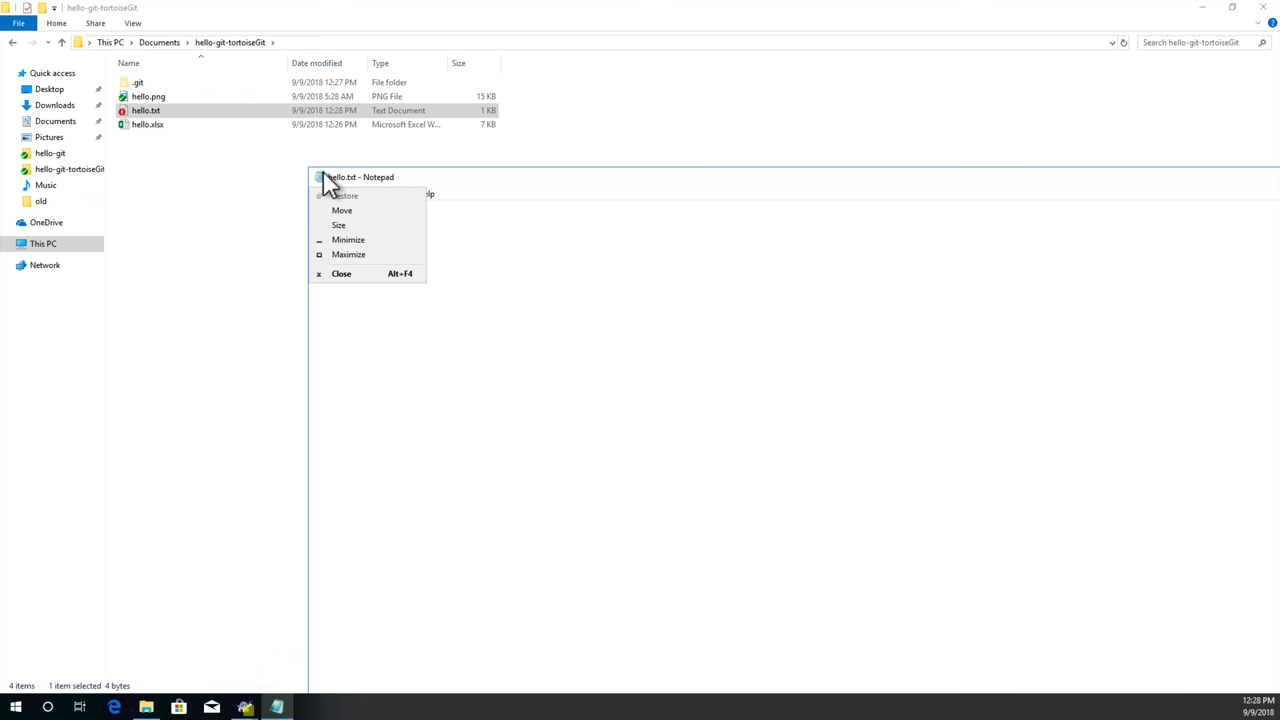 hello-git-tortoiseGit
File Home Share View
This PC Documents hello-git-tortoiseGit
Search hello-git-tortoiseGit
Name Date modified Type Size
.git 9/9/2018 12:27 PM File folder
hello.png 9/9/2018 5:28 AM PNG File 15 KB
hello.txt 9/9/2018 12:28 PM Text Document 1 KB
hello.xlsx 9/9/2018 12:26 PM Microsoft Excel W... 7 KB
Quick access
Desktop
Downloads
Documents
Pictures
hello-git
hello-git-tortoiseGit
Music
old
OneDrive
This PC
Network
hello.txt - Notepad
Move
Size
Minimize
Maximize
Close Alt+F4
4 items 1 item selected 4 bytes
12:28 PM
9/9/2018